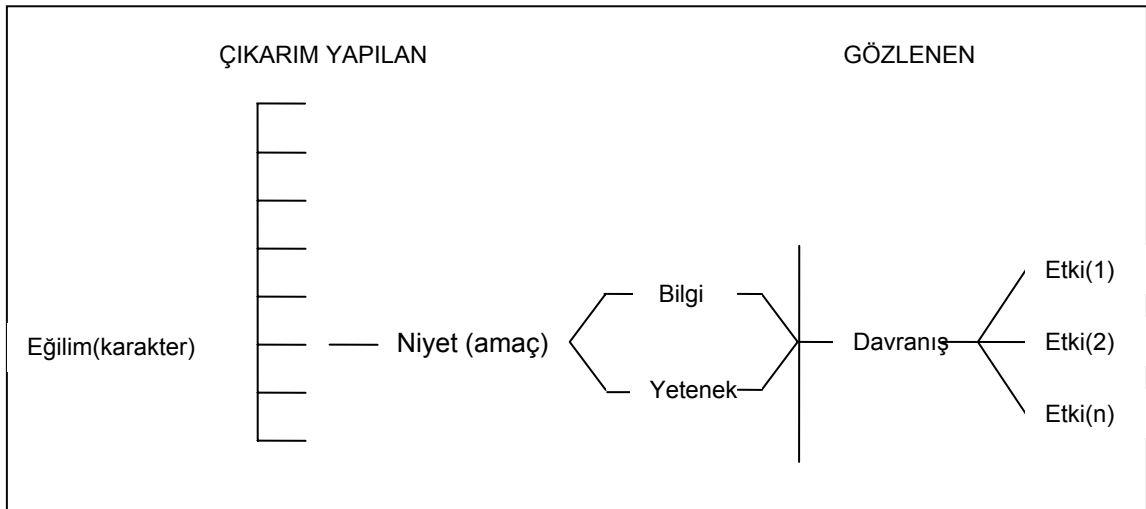 ÇIKARIM YAPILAN
GÖZLENEN
Eğilim(karakter)
Niyet (amaç)
Bilgi
Yetenek
Davranış
Etki(1)
Etki(2)
Etki(n)